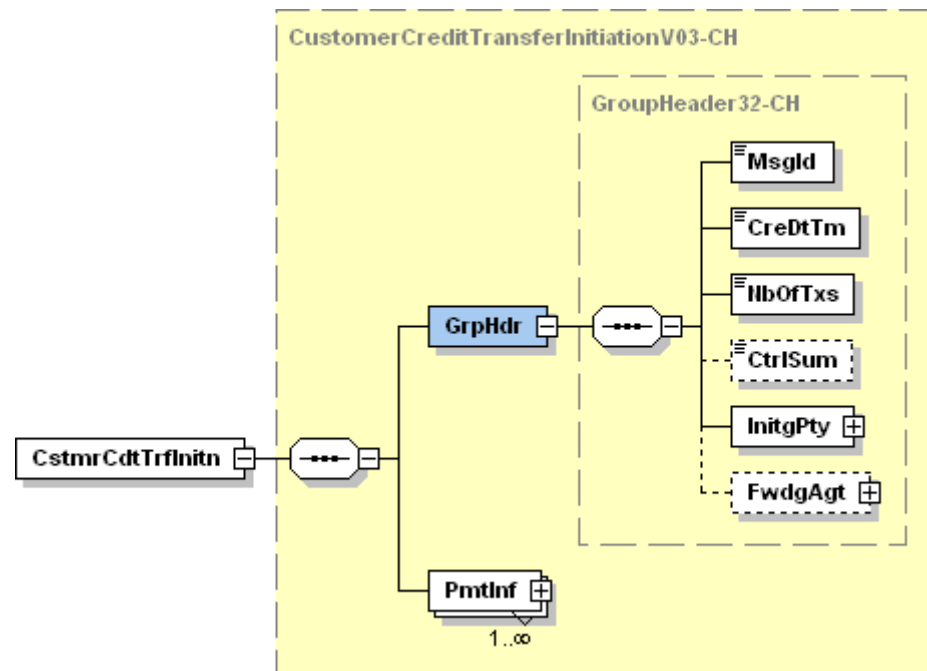 CustomerCreditTransferInitiationV03-CH
GroupHeader32-CH
MsgId
CreDtTm
NbOfTxs
GrpHdr
CtrlSum
InitgPty
CstmrCdtTrfInitn
FwdgAgt
PmtInf
1..∞